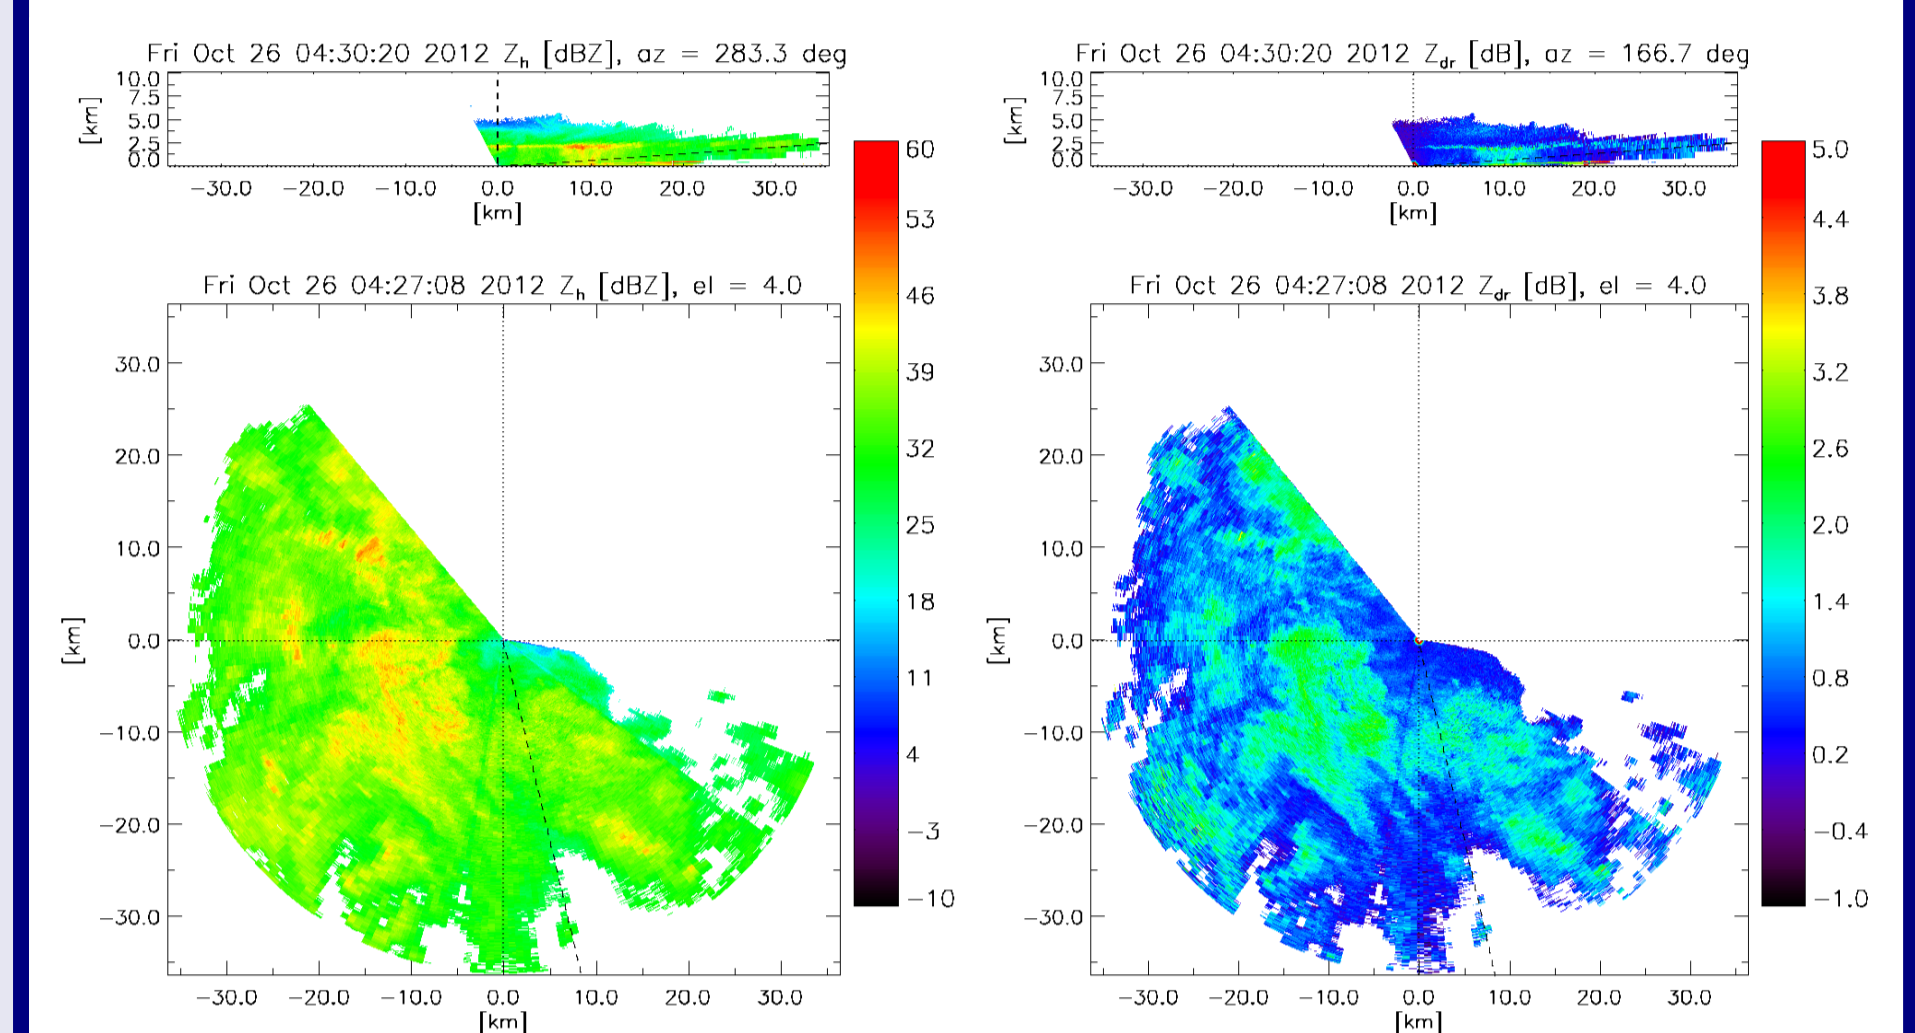 Fri Oct 26 04:30:20 2012 Zh [dBZ], az = 283.3 deg
10.0
7.5
5.0
2.5
0.0
[km]
−30.0 −20.0 −10.0 0.0 10.0 20.0 30.0
[km]
Fri Oct 26 04:30:20 2012 Zdr [dB], az = 166.7 deg
10.0
7.5
5.0
2.5
0.0
[km]
−30.0 −20.0 −10.0 0.0 10.0 20.0 30.0
[km]
Fri Oct 26 04:27:08 2012 Zh [dBZ], el = 4.0
30.0
20.0
10.0
0.0
−10.0
−20.0
−30.0
[km]
−30.0 −20.0 −10.0 0.0 10.0 20.0 30.0
[km]
60
53
46
39
32
25
18
11
4
−3
−10
Fri Oct 26 04:27:08 2012 Zdr [dB], el = 4.0
30.0
20.0
10.0
0.0
−10.0
−20.0
−30.0
[km]
−30.0 −20.0 −10.0 0.0 10.0 20.0 30.0
[km]
5.0
4.4
3.8
3.2
2.6
2.0
1.4
0.8
0.2
−0.4
−1.0